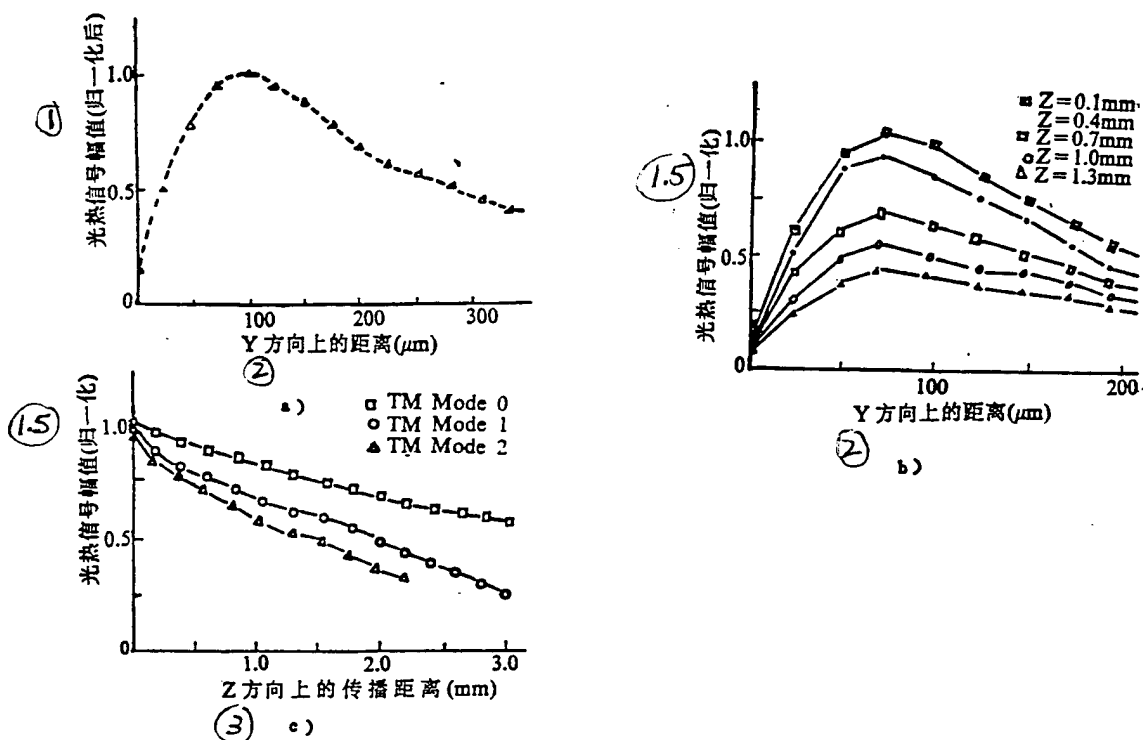 光热信号幅值(归一化后)
①
1.0
0.5
0
100
200
300
Y 方向上的距离(μm)
②
a)
光热信号幅值(归一化)
1.5
1.0
0.5
0
Z=0.1mm
Z=0.4mm
Z=0.7mm
Z=1.0mm
Z=1.3mm
100
200
Y 方向上的距离(μm)
②
b)
光热信号幅值(归一化)
1.5
1.0
0.5
0
TM Mode 0
TM Mode 1
TM Mode 2
1.0
2.0
3.0
Z方向上的传播距离(mm)
③
c)